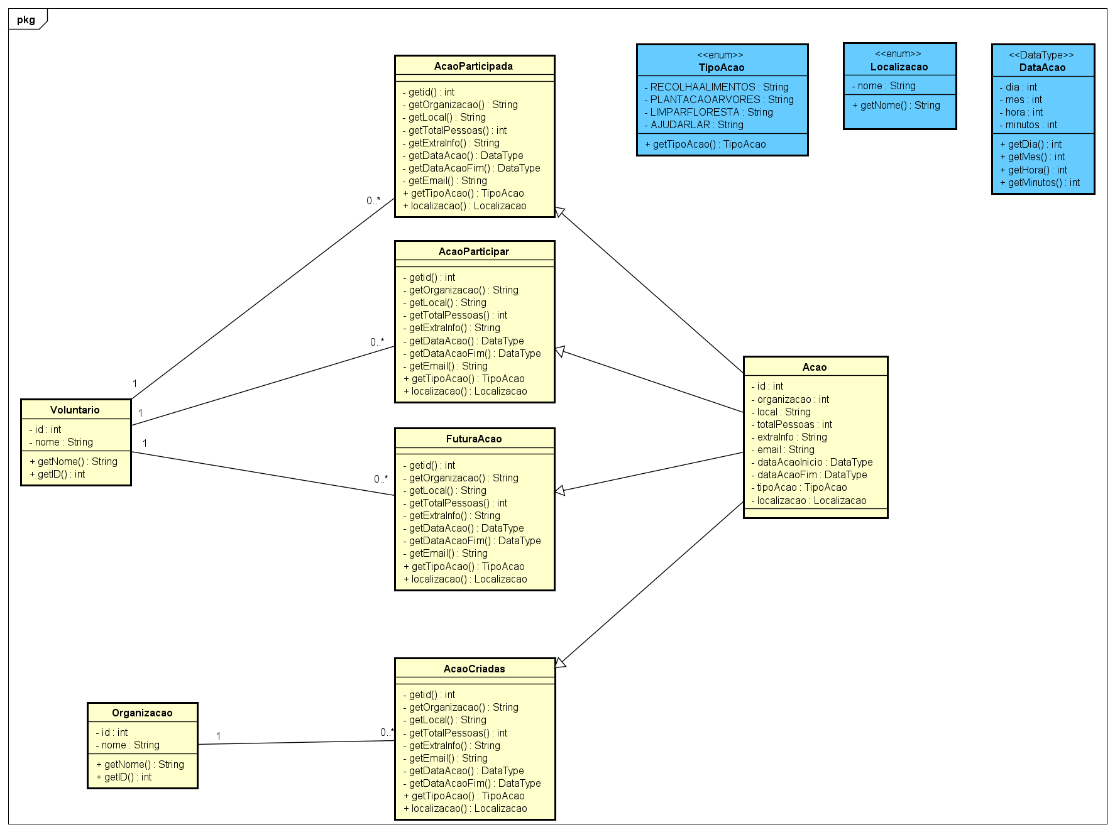 pkg
AcaoParticipada
- getid() : int
- getOrganizacao() : String
- getLocal() : String
- getTotalPessoas() : int
- getExtraInfo() : String
- getDataAcao() : DataType
- getDataAcaoFim() : DataType
- getEmail() : String
+ getTipoAcao() : TipoAcao
+ localizacao() : Localizacao
<<enum>>
TipoAcao
- RECOLHAALIMENTOS : String
- PLANTACAOARVORES : String
- LIMPARFLORESTA : String
- AJUDARLAR : String
+ getTipoAcao() : TipoAcao
<<enum>>
Localizacao
- nome : String
+ getNome() : String
<<DataType>>
DataAcao
- dia : int
- mes : int
- hora : int
- minutos : int
+ getDia() : int
+ getMes() : int
+ getHora() : int
+ getMinutos() : int
0..*
AcaoParticipar
- getid() : int
- getOrganizacao() : String
- getLocal() : String
- getTotalPessoas() : int
- getExtraInfo() : String
- getDataAcao() : DataType
- getDataAcaoFim() : DataType
- getEmail() : String
+ getTipoAcao() : TipoAcao
+ localizacao() : Localizacao
0..*
1
1
1
Voluntario
- id : int
- nome : String
+ getNome() : String
+ getID() : int
Acao
- id : int
- organizacao : int
- local : String
- totalPessoas : int
- extraInfo : String
- email : String
- dataAcaoInicio : DataType
- dataAcaoFim : DataType
- tipoAcao : TipoAcao
- localizacao : Localizacao
FuturaAcao
- getid() : int
- getOrganizacao() : String
- getLocal() : String
- getTotalPessoas() : int
- getExtraInfo() : String
- getDataAcao() : DataType
- getDataAcaoFim() : DataType
- getEmail() : String
+ getTipoAcao() : TipoAcao
+ localizacao() : Localizacao
0..*
AcaoCriadas
- getid() : int
- getOrganizacao() : String
- getLocal() : String
- getTotalPessoas() : int
- getExtraInfo() : String
- getEmail() : String
- getDataAcao() : DataType
- getDataAcaoFim() : DataType
+ getTipoAcao() : TipoAcao
+ localizacao() : Localizacao
Organizacao
- id : int
- nome : String
+ getNome() : String
+ getID() : int
1
0..*